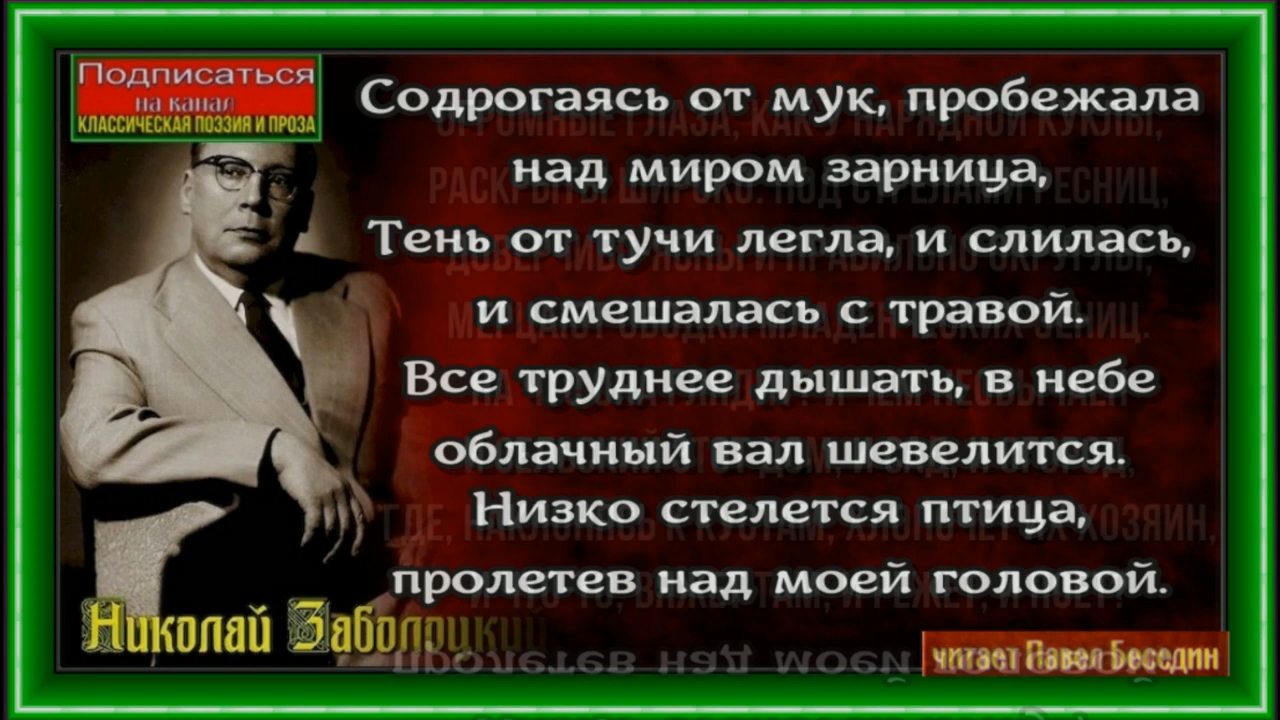 Подписаться
на канал
КЛАССИЧЕСКАЯ ПОЭЗИЯ И ПРОЗА
Содрогаясь от мук, пробежала
над миром зарница,
Тень от тучи легла, и слилась,
и смешалась с травой.
Все труднее дышать, в небе
облачный вал шевелится.
Низко стелется птица,
пролетев над моей головой.
Николай Заболоцкий
читает Павел Беседин